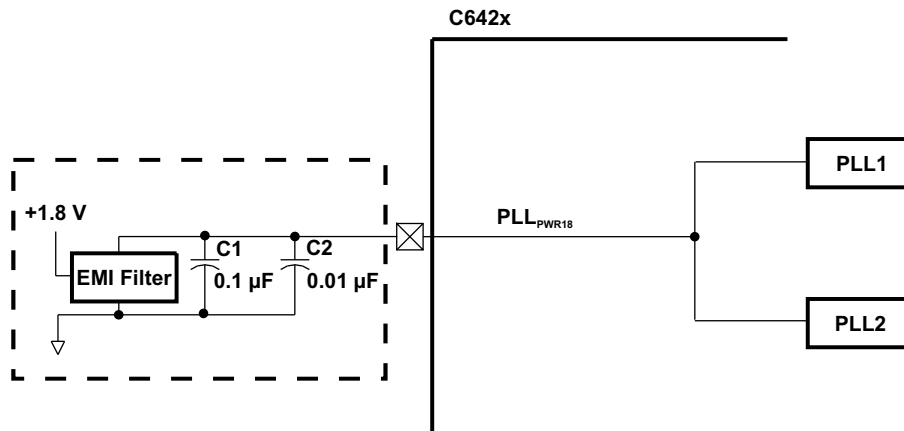 C642x
PLL1
+1.8 V
PLLPWR18
C1
C2
EMI Filter
0.1 µF
0.01 µF
PLL2